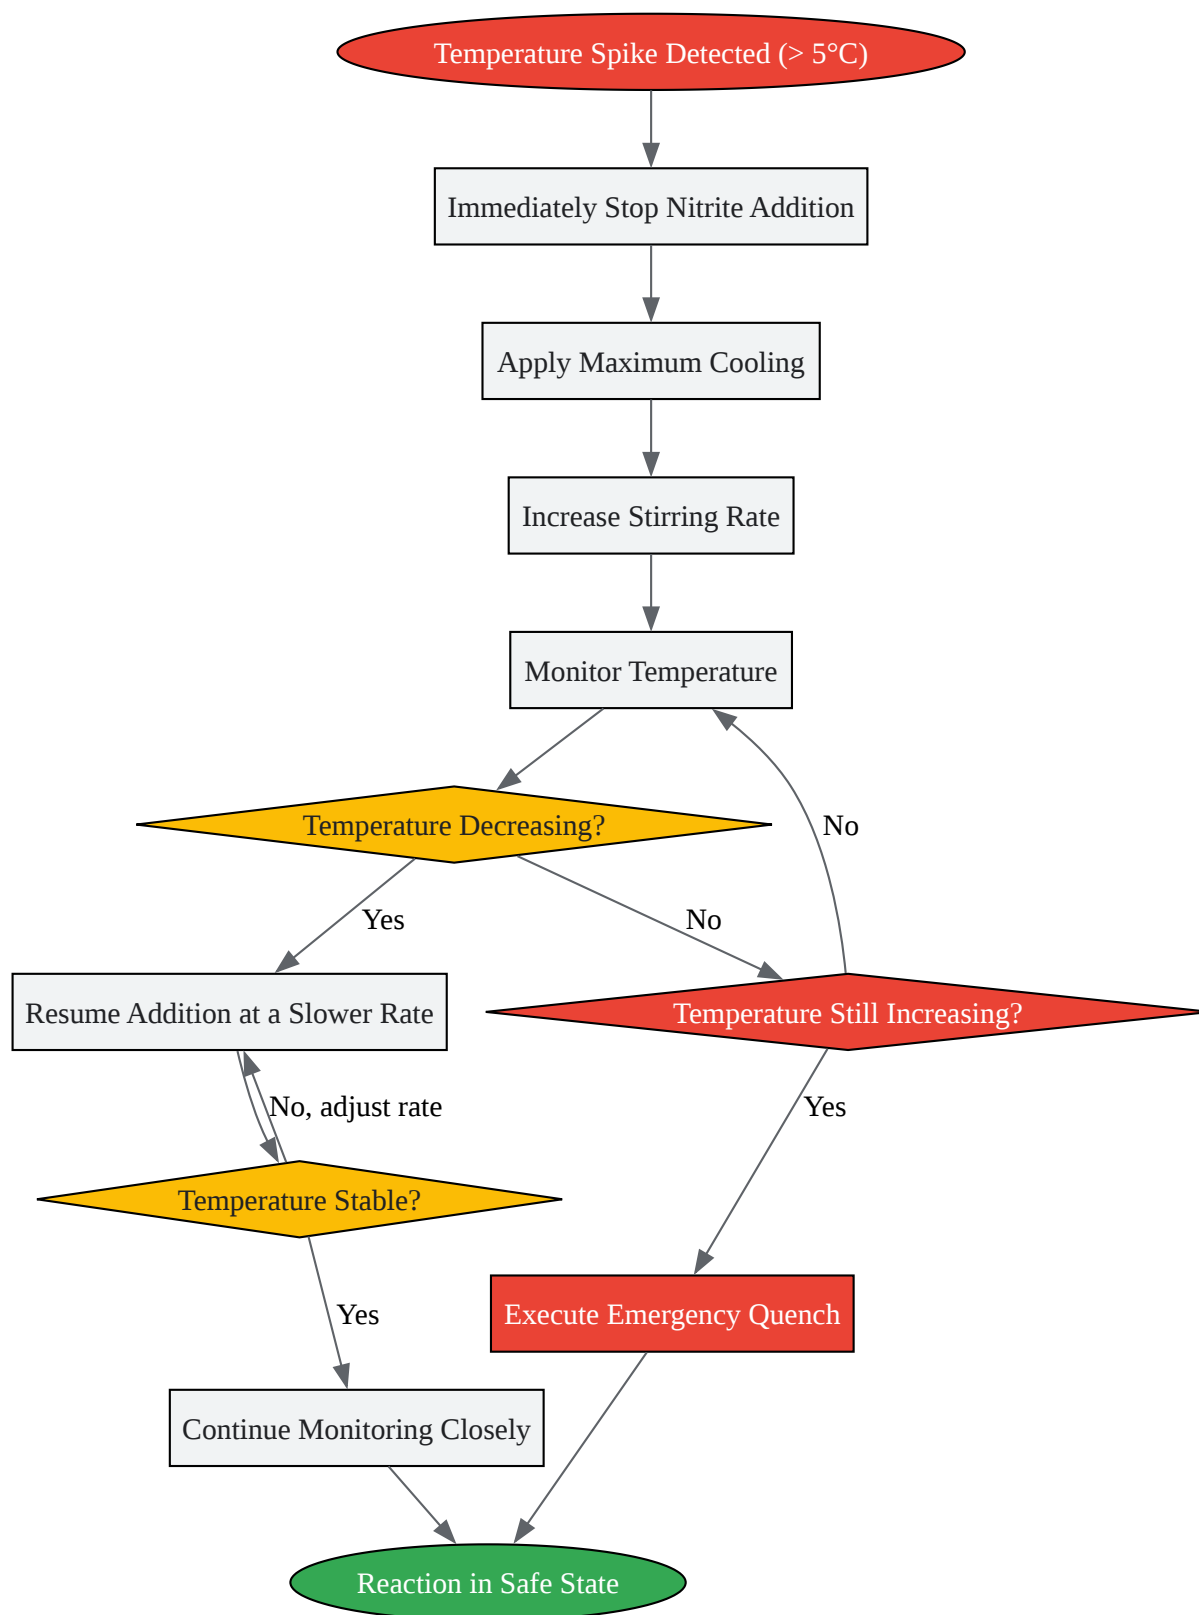 Temperature Spike Detected (> 5°C)
Immediately Stop Nitrite Addition
Apply Maximum Cooling
Increase Stirring Rate
Monitor Temperature
Temperature Decreasing?
No
Yes
No
Resume Addition at a Slower Rate
Temperature Still Increasing?
No, adjust rate
Yes
Temperature Stable?
Yes
Execute Emergency Quench
Continue Monitoring Closely
Reaction in Safe State